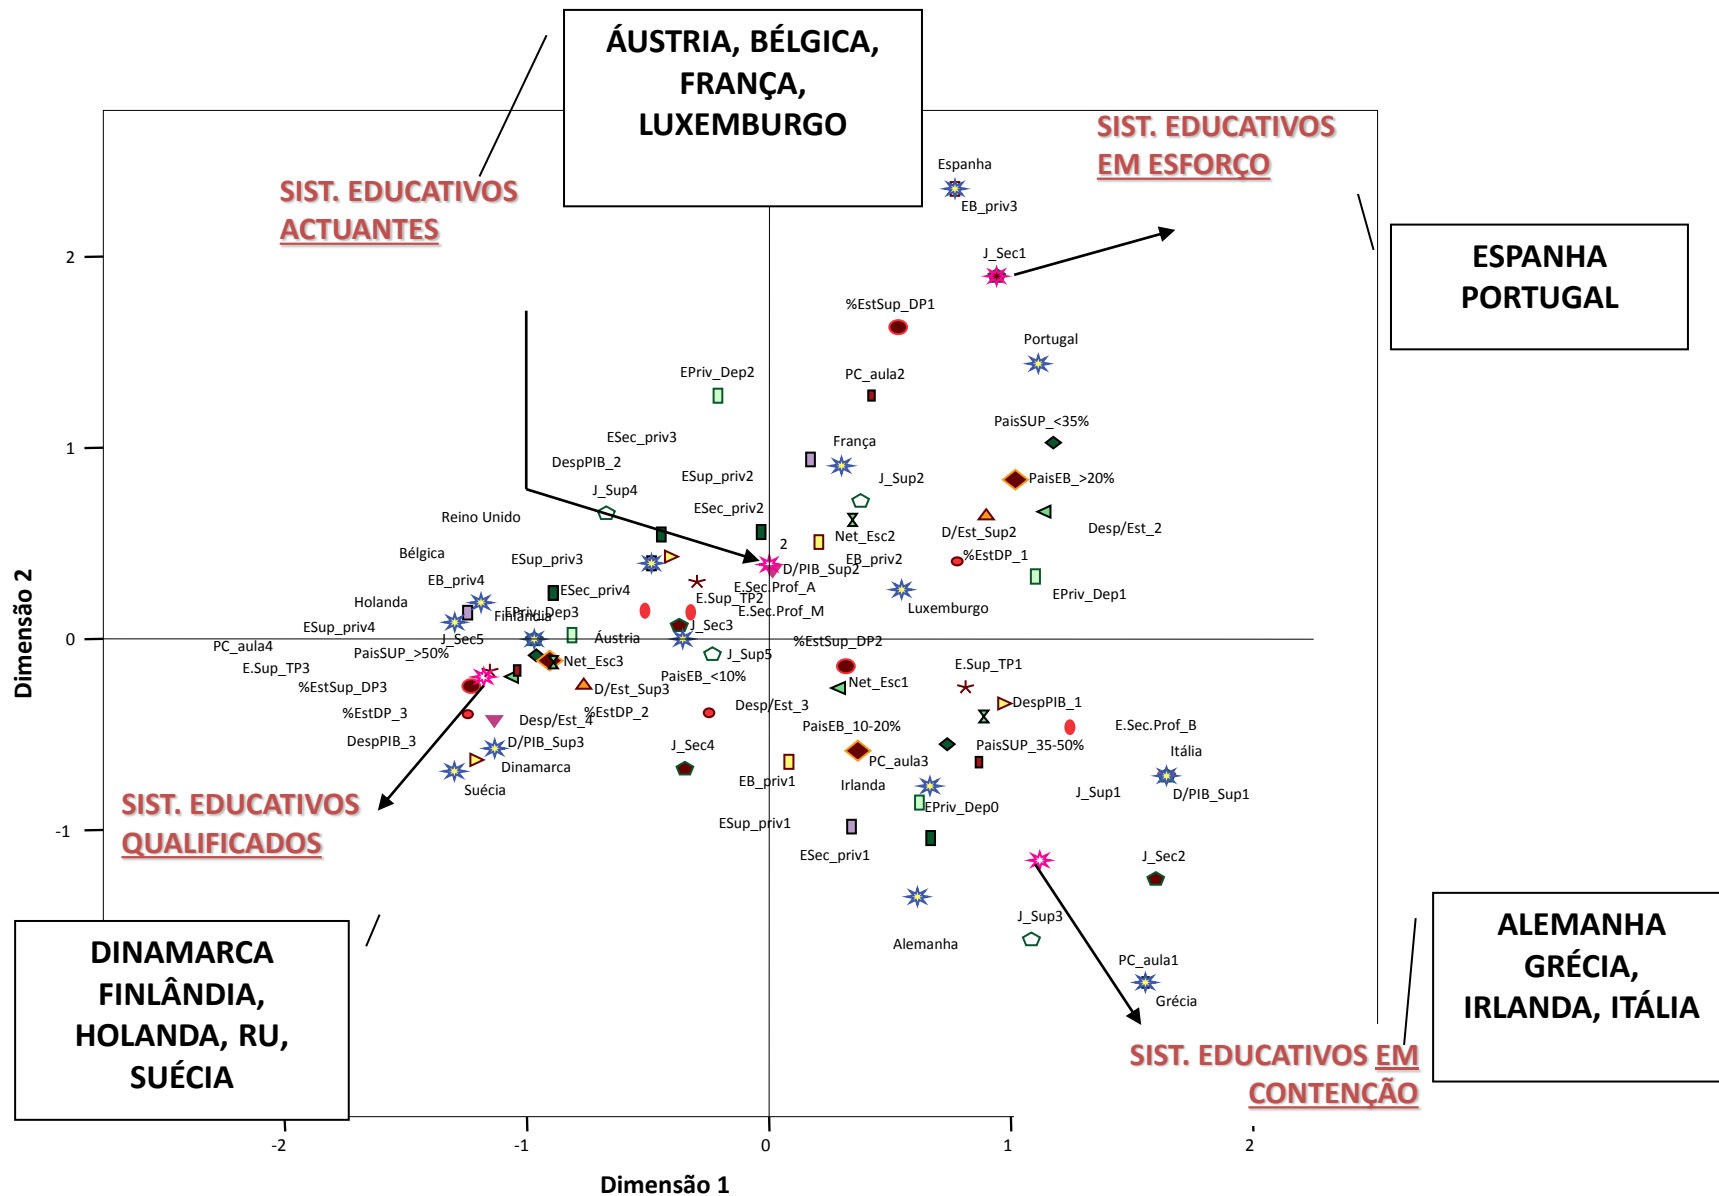 ÁUSTRIA, BÉLGICA,
FRANÇA,
LUXEMBURGO
SIST. EDUCATIVOS
EM ESFORÇO
SIST. EDUCATIVOS
ACTUANTES
ESPANHA
PORTUGAL
Espanha
EB_priv3
J_Sec1
%EstSup_DP1
Portugal
EPriv_Dep2
PC_aula2
PaisSUP_<35%
ESec_priv3
França
DespPIB_2
ESup_priv2
J_Sup2
PaisEB_>20%
J_Sup4
ESec_priv2
Reino Unido
Net_Esc2
D/Est_Sup2
Desp/Est_2
2
Bélgica
ESup_priv3
EB_priv2
%EstDP_1
D/PIB_Sup2
EB_priv4
ESec_priv4
E.Sec.Prof_A
EPriv_Dep1
Holanda
Finlândia
EPriv_Dep3
E.Sup_TP2
E.Sec.Prof_M
Luxemburgo
ESup_priv4
J_Sec5
Áustria
J_Sec3
%EstSup_DP2
PC_aula4
PaisSUP_>50%
Net_Esc3
J_Sup5
E.Sup_TP1
E.Sup_TP3
PaisEB_<10%
Net_Esc1
%EstSup_DP3
D/Est_Sup3
DespPIB_1
%EstDP_3
Desp/Est_4
%EstDP_2
Desp/Est_3
PaisEB_10-20%
E.Sec.Prof_B
DespPIB_3
D/PIB_Sup3
J_Sec4
PC_aula3
PaisSUP_35-50%
Itália
Dinamarca
EB_priv1
Irlanda
J_Sup1
D/PIB_Sup1
Suécia
EPriv_Dep0
ESup_priv1
ESec_priv1
J_Sec2
SIST. EDUCATIVOS
QUALIFICADOS
J_Sup3
Alemanha
PC_aula1
Grécia
DINAMARCA
FINLÂNDIA,
HOLANDA, RU,
SUÉCIA
ALEMANHA
GRÉCIA,
IRLANDA, ITÁLIA
SIST. EDUCATIVOS EM
CONTENÇÃO
2
1
0
-1
Dimensão 2
-2
-1
0
1
2
Dimensão 1